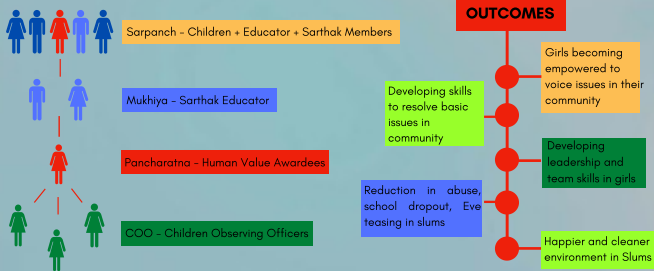 Sarpanch - Children + Educator + Sarthak Members
Mukhiya - Sarthak Educator
Pancharatna - Human Value Awardees
COO - Children Observing Officers
OUTCOMES
Girls becoming
empowered to
voice issues in their
community
Developing skills
to resolve basic
issues in
community
Developing
leadership and
team skills in girls
Reduction in abuse,
school dropout, Eve
teasing in slums
Happier and cleaner
environment in Slums